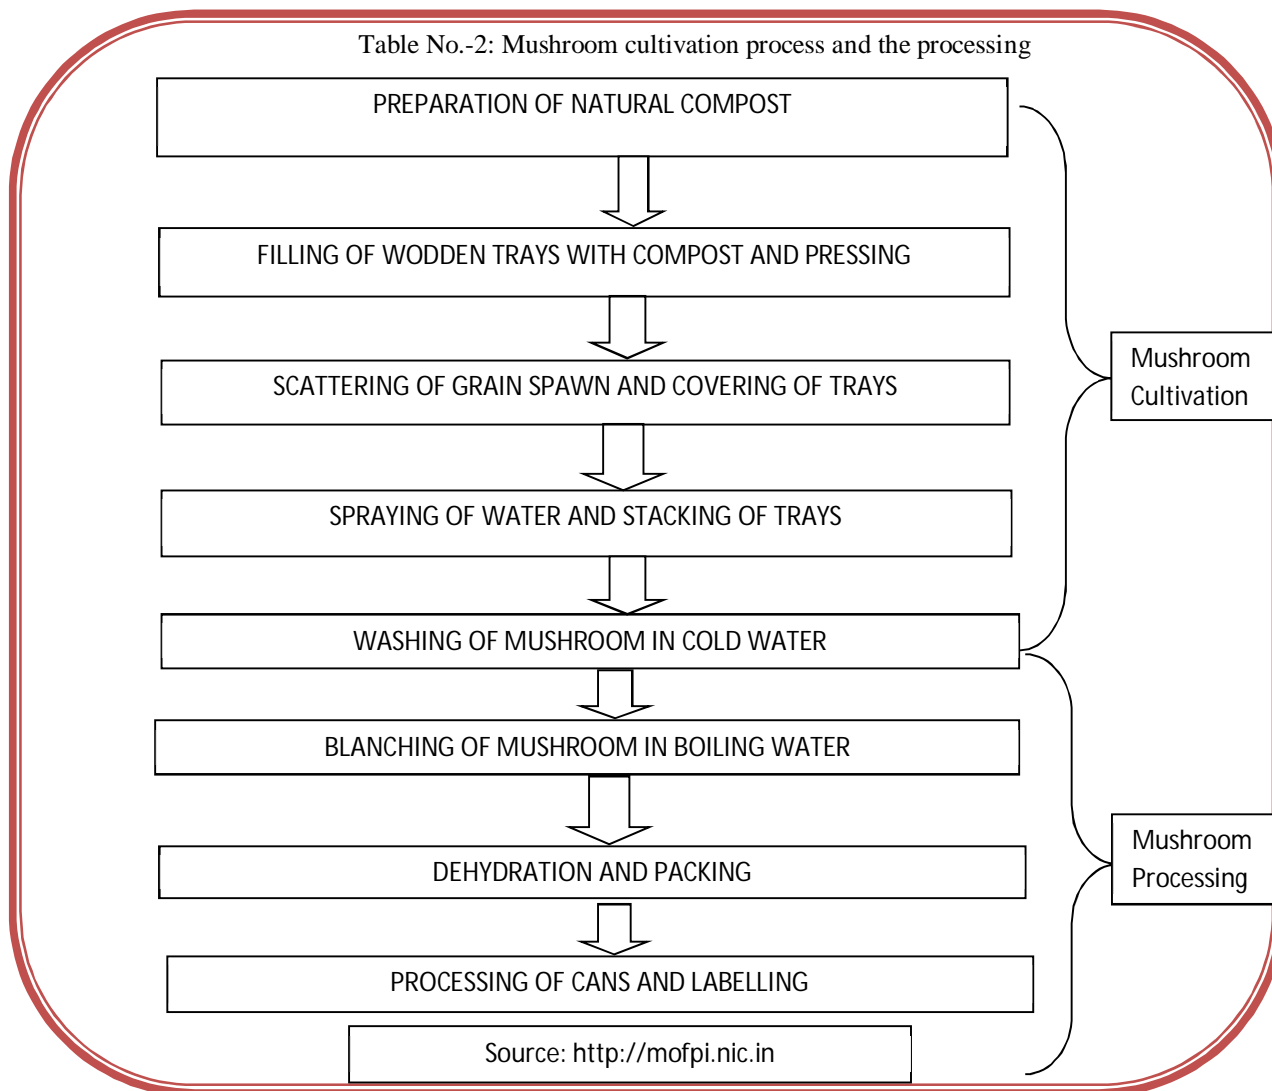 Table No.-2: Mushroom cultivation process and the processing
PREPARATION OF NATURAL COMPOST
FILLING OF WODDEN TRAYS WITH COMPOST AND PRESSING
SCATTERING OF GRAIN SPAWN AND COVERING OF TRAYS
SPRAYING OF WATER AND STACKING OF TRAYS
WASHING OF MUSHROOM IN COLD WATER
Mushroom
Cultivation
BLANCHING OF MUSHROOM IN BOILING WATER
DEHYDRATION AND PACKING
PROCESSING OF CANS AND LABELLING
Mushroom
Processing
Source: http://mofpi.nic.in